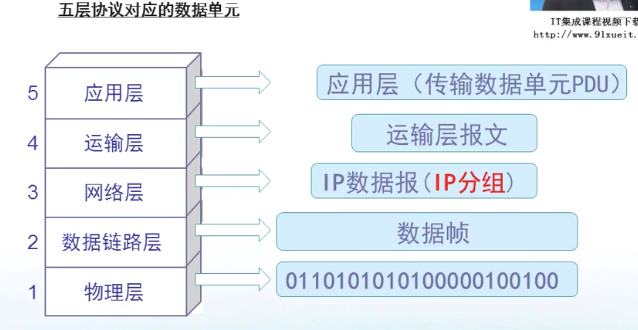 五层协议对应的数据单元
IT集成课程视频下载
http://www.91xueit.
5 应用层 应用层（传输数据单元PDU）
4 运输层 运输层报文
3 网络层 IP数据报(IP分组)
2 数据链路层 数据帧
1 物理层 0110101010100000100100